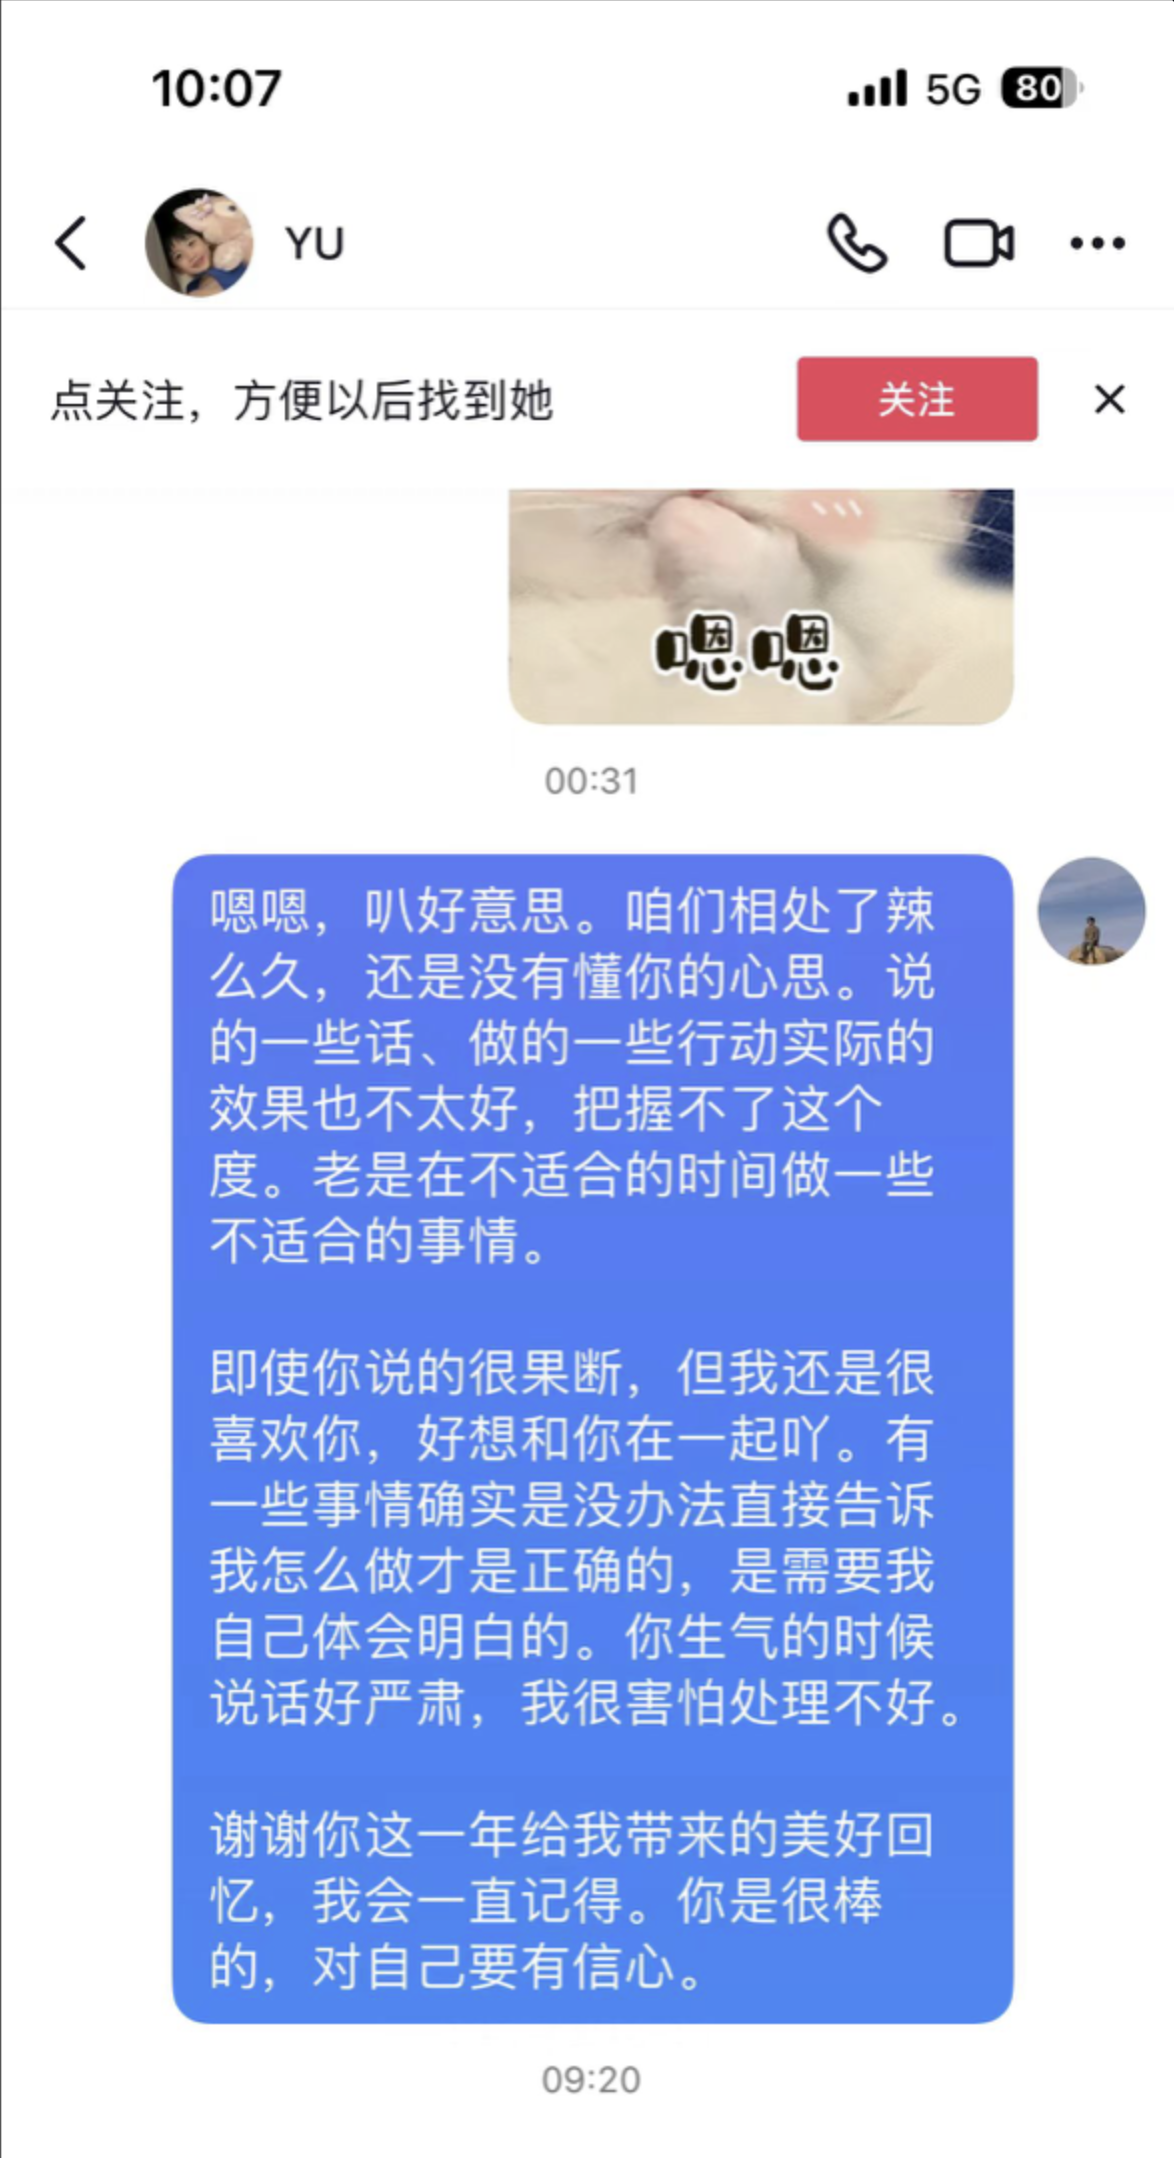 10:07
5G 80
YU
点关注，方便以后找到她
关注
嗯嗯
00:31
嗯嗯，叭好意思。咱们相处了辣
么久，还是没有懂你的心思。说
的一些话、做的一些行动实际的
效果也不太好，把握不了这个
度。老是在不适合的时间做一些
不适合的事情。
即使你说的很果断，但我还是很
喜欢你，好想和你在一起吖。有
一些事情确实是没办法直接告诉
我怎么做才是正确的，是需要我
自己体会明白的。你生气的时候
说话好严肃，我很害怕处理不好。
谢谢你这一年给我带来的美好回
忆，我会一直记得。你是很棒
的，对自己要有信心。
09:20